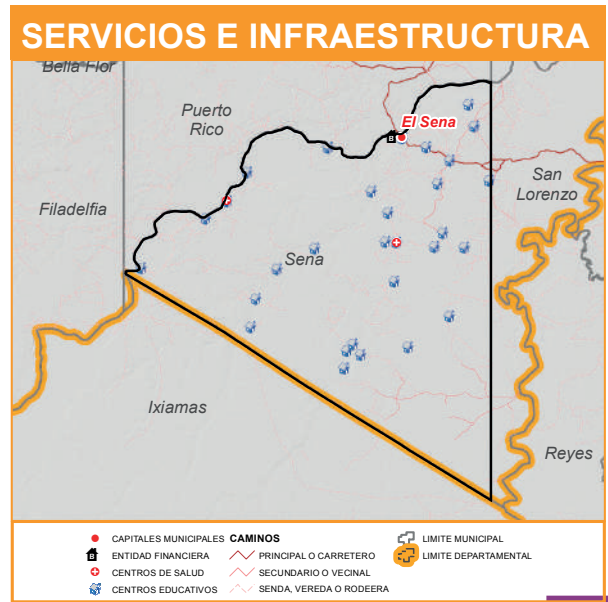 SERVICIOS E INFRAESTRUCTURA
Bella Flor
Puerto
Rico
El Sena
B
San
Lorenzo
Filadelfia
Sena
Ixiamas
Reyes
CAPITALES MUNICIPALES
ENTIDAD FINANCIERA
CENTROS DE SALUD
CENTROS EDUCATIVOS
CAMINOS
PRINCIPAL O CARRETERO
SECUNDARIO O VECINAL
SENDA, VEREDA O RODEERA
LIMITE MUNICIPAL
LIMITE DEPARTAMENTAL